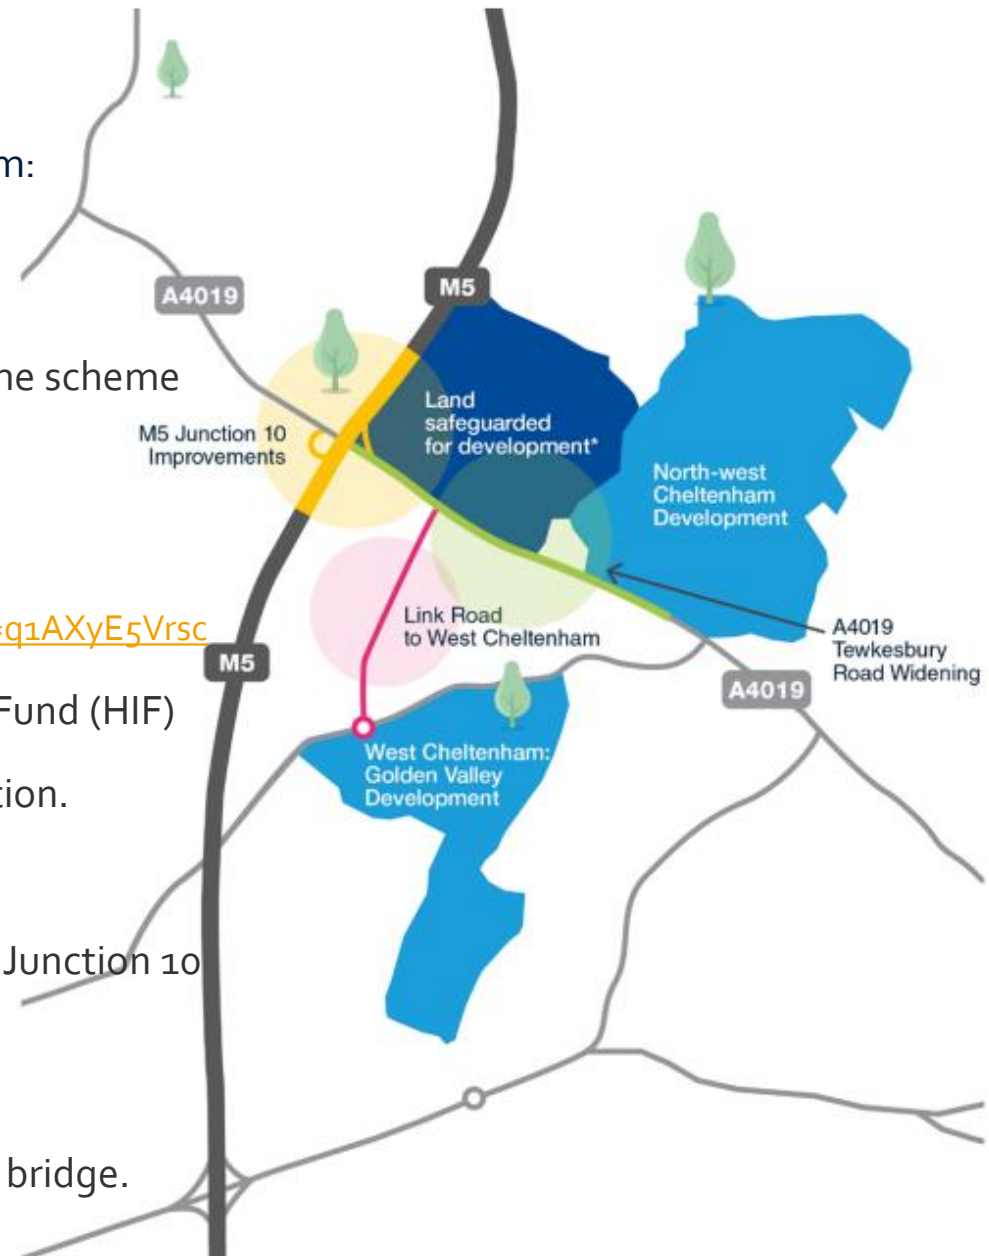 m:
A4019
M5
ne scheme
Land
safeguarded
for development*
M5 Junction 10
Improvements
North-west
Cheltenham
Development
=q1AXyE5Vrsc
Link Road
to West Cheltenham
A4019
Tewkesbury
Road Widening
M5
A4019
Fund (HIF)
West Cheltenham:
Golden Valley
Development
tion.
Junction 10
bridge.